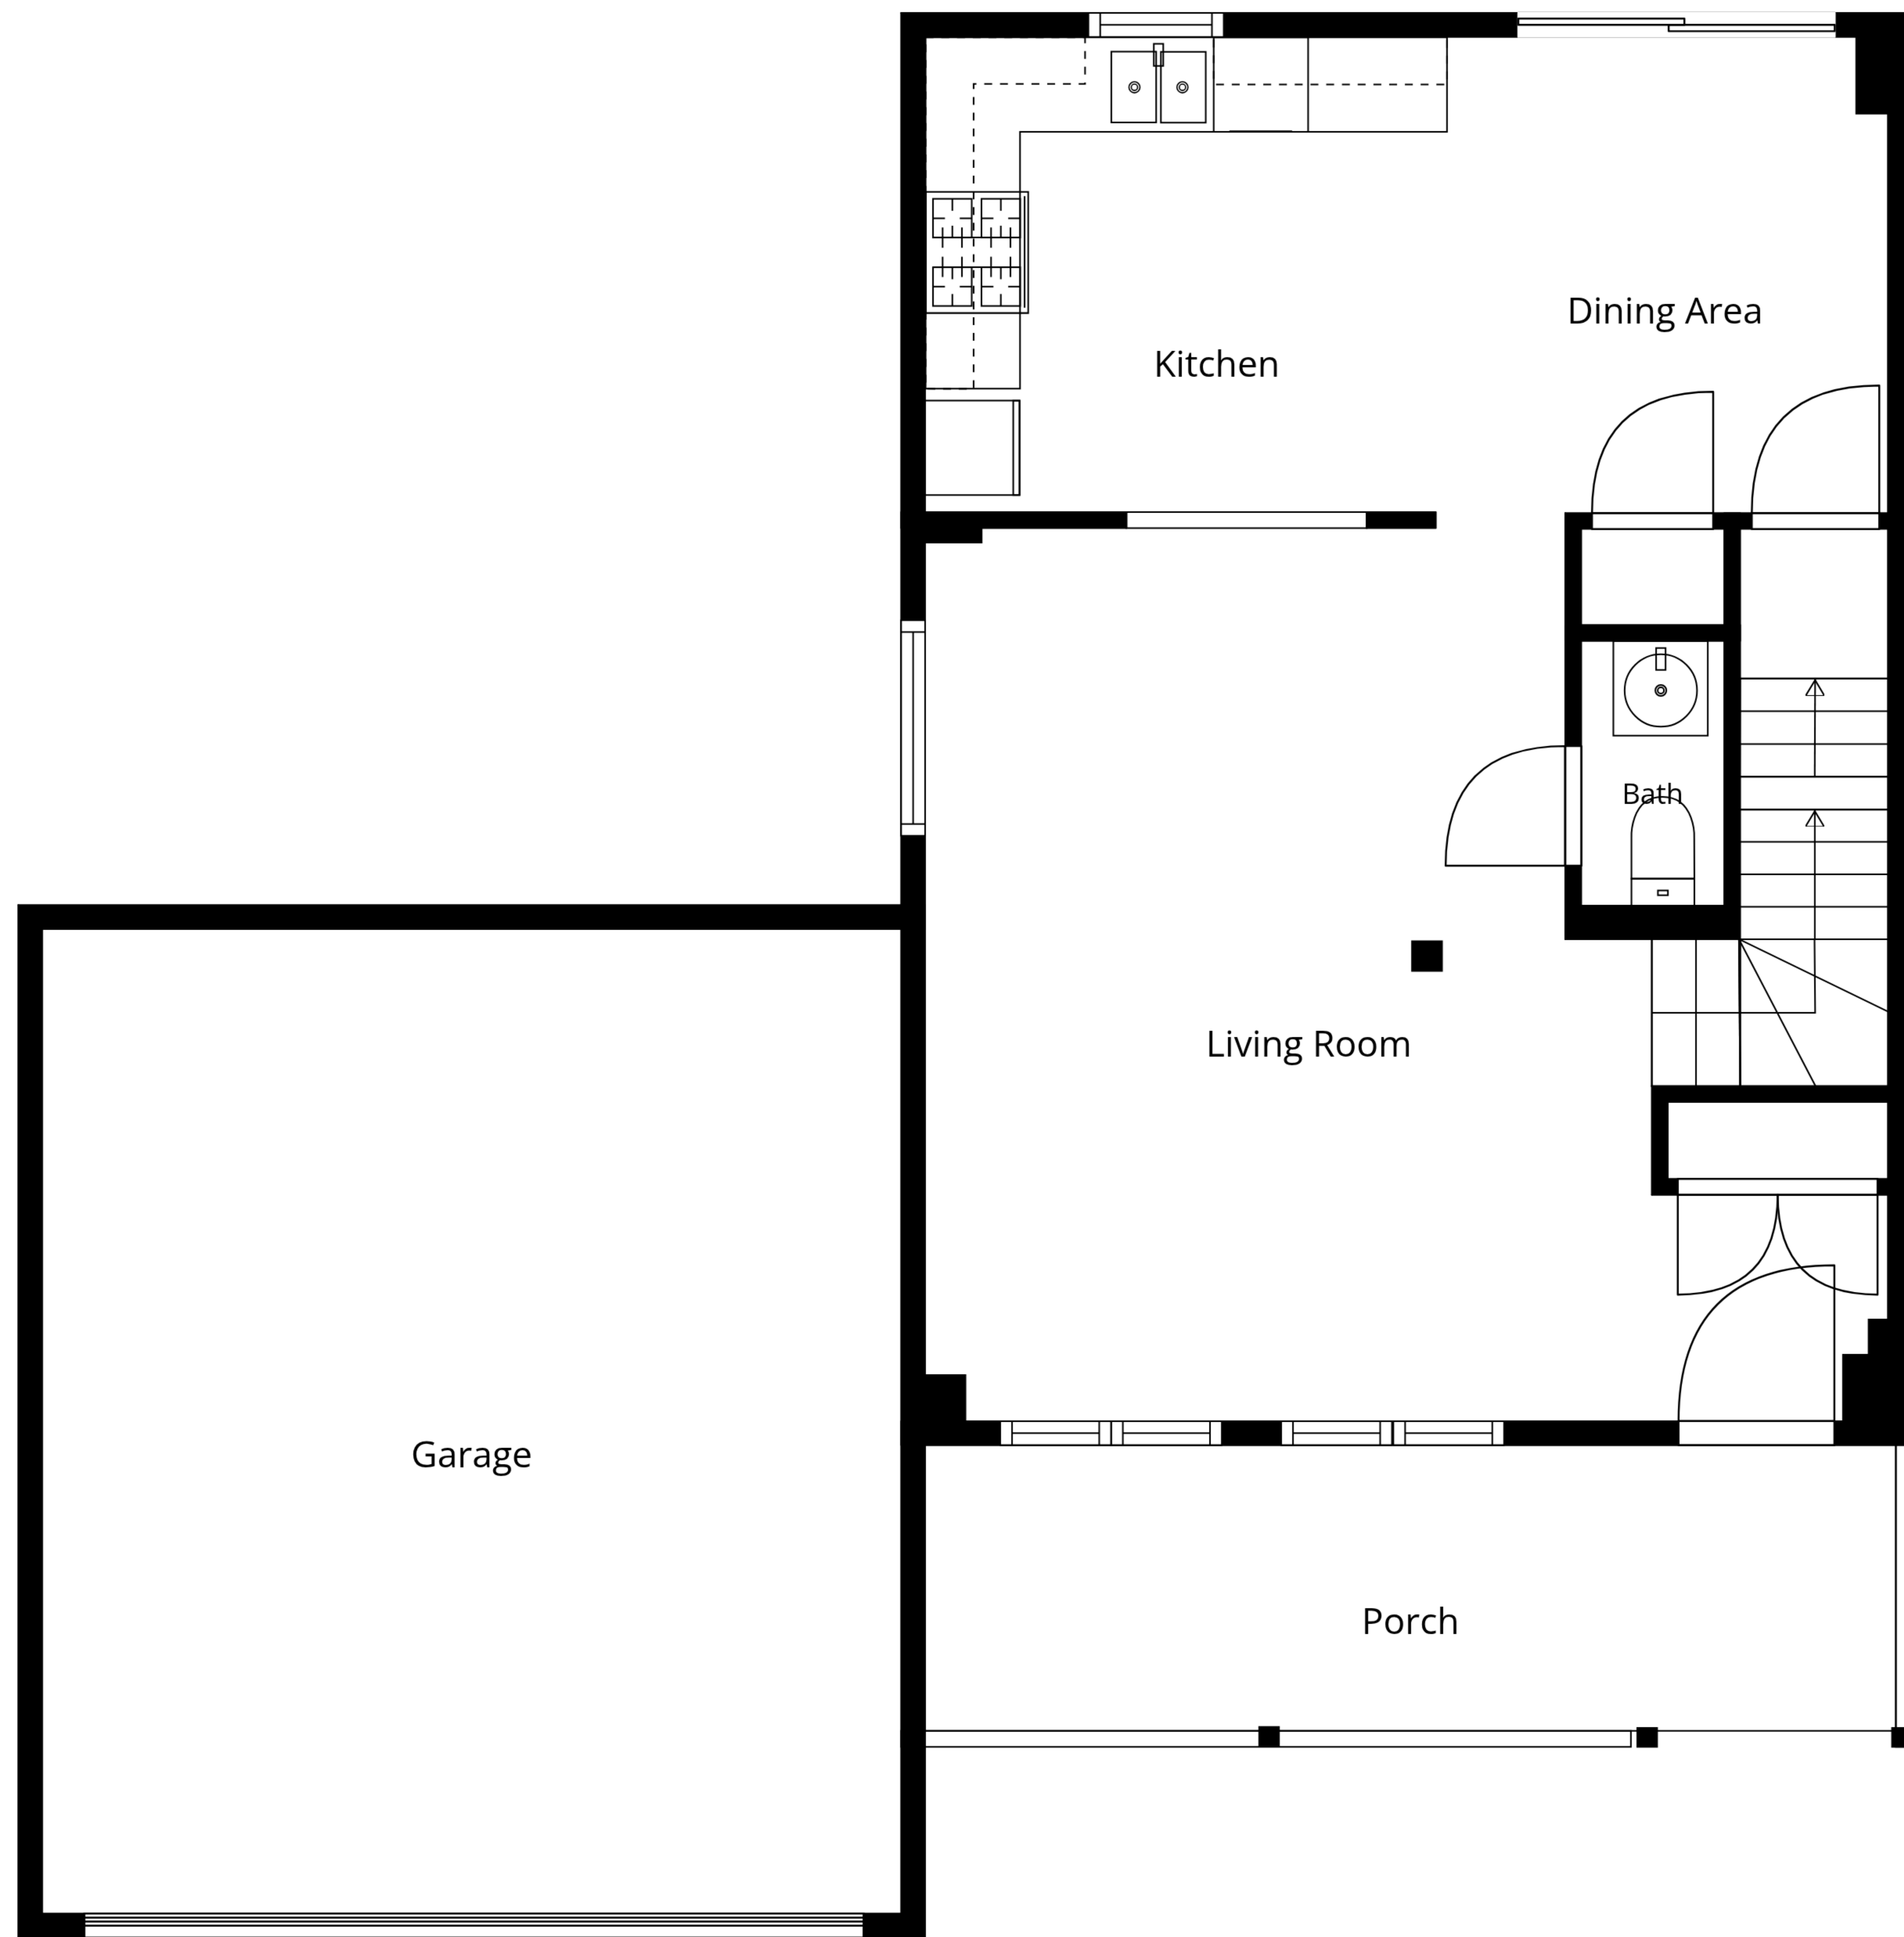 Dining Area
Kitchen
Bath
Living Room
Garage
Porch